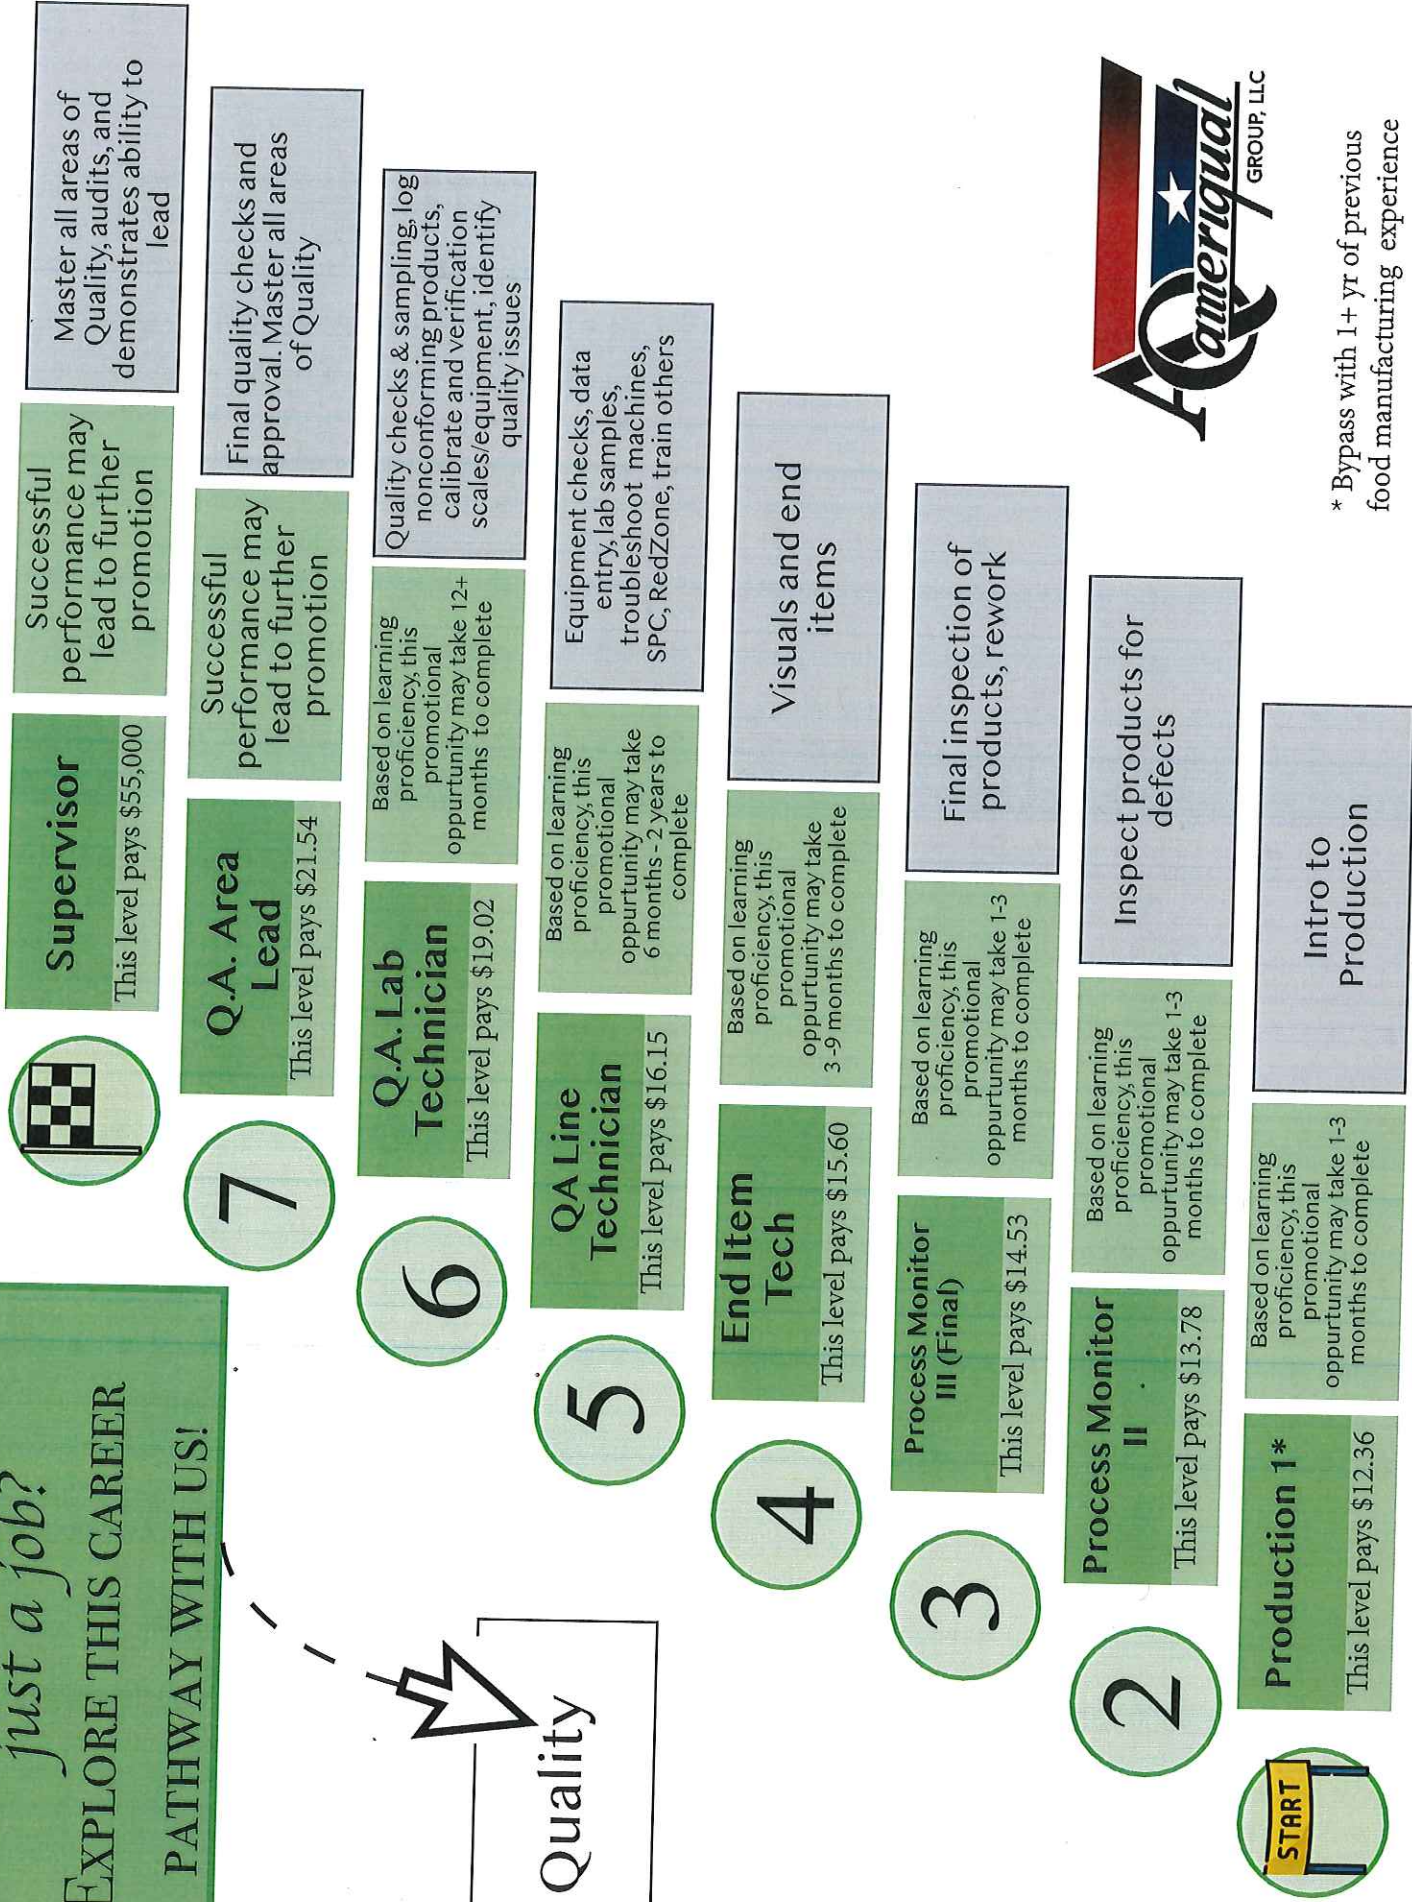 just a job?
EXPLORE THIS CAREER
PATHWAY WITH US!
Quality
Supervisor
This level pays $55,000
Successful
performance may
lead to further
promotion
Master all areas of
Quality, audits, and
demonstrates ability to
lead
7
Q.A. Area
Lead
This level pays $21.54
Successful
performance may
lead to further
promotion
Final quality checks and
approval. Master all areas
of Quality
6
Q.A. Lab
Technician
This level pays $19.02
Based on learning
proficiency, this
promotional
oppurtunity may take 12+
months to complete
Quality checks & sampling, log
nonconforming products,
calibrate and verification
scales/equipment, identify
quality issues
5
QA Line
Technician
This level pays $16.15
Based on learning
proficiency, this
promotional
oppurtunity may take
6 months - 2 years to
complete
Equipment checks, data
entry, lab samples,
troubleshoot machines,
SPC, RedZone, train others
4
End Item
Tech
This level pays $15.60
Based on learning
proficiency, this
promotional
oppurtunity may take
3 -9 months to complete
Visuals and end
items
3
Process Monitor
III (Final)
This level pays $14.53
Based on learning
proficiency, this
promotional
oppurtunity may take 1-3
months to complete
Final inspection of
products, rework
2
Process Monitor
II
This level pays $13.78
Based on learning
proficiency, this
promotional
oppurtunity may take 1-3
months to complete
Inspect products for
defects
START
Production 1*
This level pays $12.36
Based on learning
proficiency, this
promotional
oppurtunity may take 1-3
months to complete
Intro to
Production
AQ
ameriqual
GROUP, LLC
* Bypass with 1+ yr of previous
food manufacturing experience